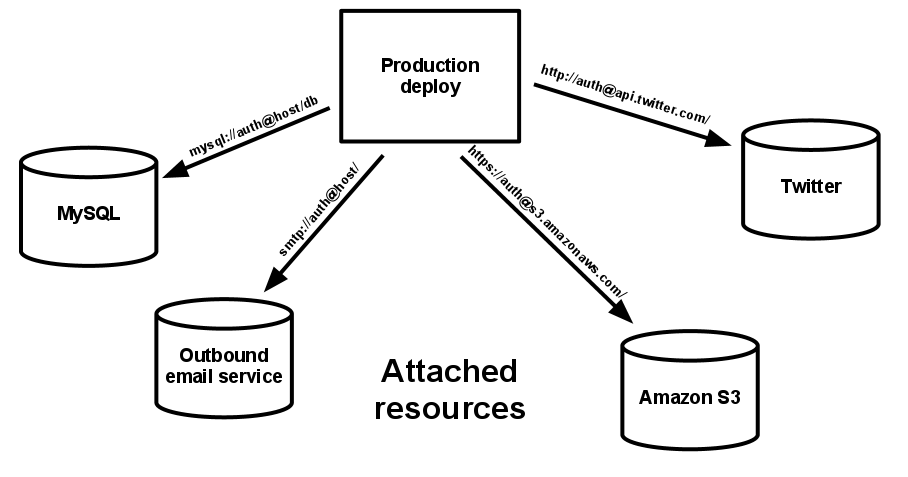 Production
deploy
mysql://auth@host/db
http://auth@api.twitter.com/
smtp://auth@host/
https://auth@s3.amazonaws.com/
MySQL
Twitter
Outbound
email service
Attached
resources
Amazon S3